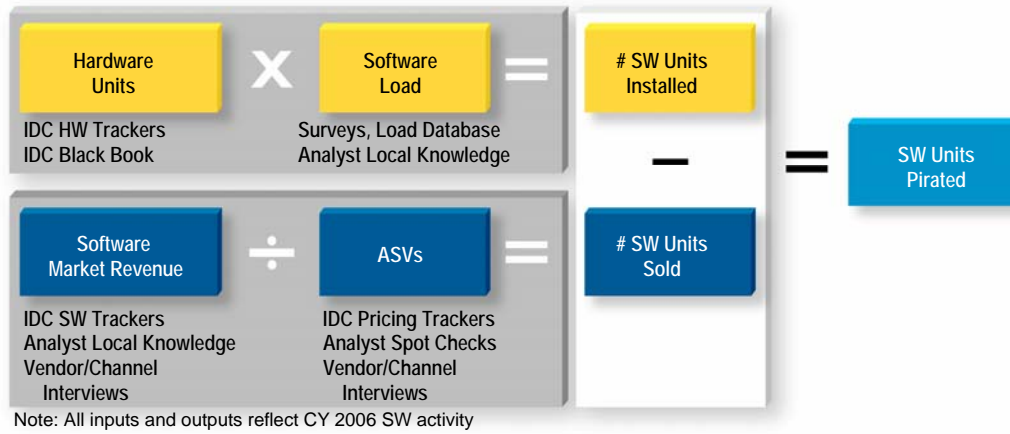 Hardware
Units
X
Software
Load
=
# SW Units
Installed
IDC HW Trackers
IDC Black Book
Surveys, Load Database
Analyst Local Knowledge
–
=
SW Units
Pirated
Software
Market Revenue
÷
ASVs
=
# SW Units
Sold
IDC SW Trackers
Analyst Local Knowledge
Vendor/Channel
Interviews
IDC Pricing Trackers
Analyst Spot Checks
Vendor/Channel
Interviews
Note: All inputs and outputs reflect CY 2006 SW activity